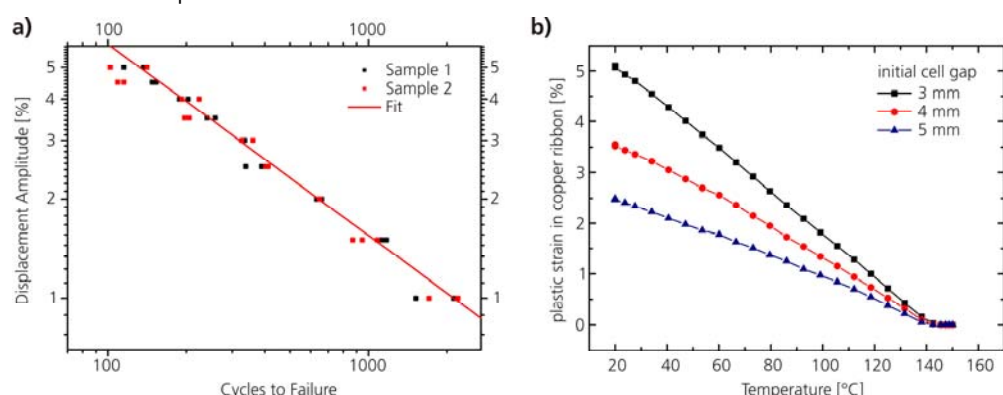 a)
100
1000
5
4
3
2
1
5
4
3
2
1
Displacement Amplitude [%]
Sample 1
Sample 2
Fit
100
1000
Cycles to Failure
b)
5
4
3
2
1
0
plastic strain in copper ribbon [%]
initial cell gap
3 mm
4 mm
5 mm
20 40 60 80 100 120 140 160
Temperature [°C]